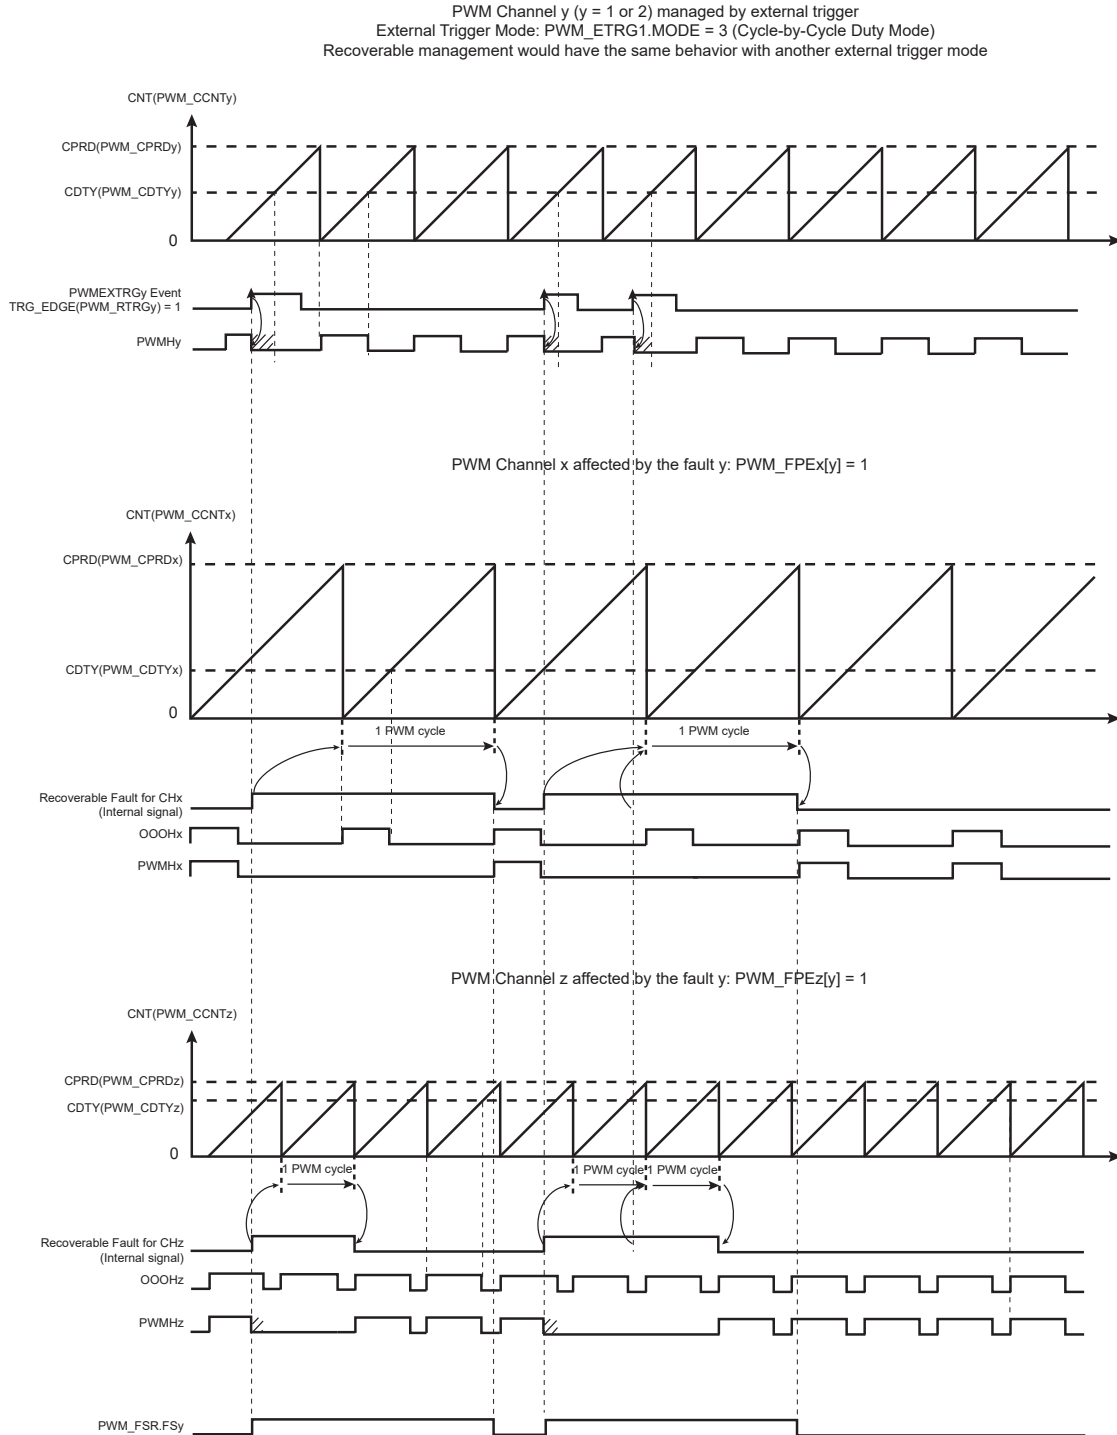 PWM Channel y (y = 1 or 2) managed by external trigger
External Trigger Mode: PWM_ETRG1.MODE = 3 (Cycle-by-Cycle Duty Mode)
Recoverable management would have the same behavior with another external trigger mode
CNT(PWM_CCNTy)
CPRD(PWM_CPRDy)
CDTY(PWM_CDTYy)
0
PWMEXTRGy Event
TRG_EDGE(PWM_RTRGy) = 1
PWMHy
PWM Channel x affected by the fault y: PWM_FPEx[y] = 1
CNT(PWM_CCNTx)
CPRD(PWM_CPRDx)
CDTY(PWM_CDTYx)
0
1 PWM cycle
1 PWM cycle
Recoverable Fault for CHx
(Internal signal)
OOOHx
PWMHx
PWM Channel z affected by the fault y: PWM_FPEz[y] = 1
CNT(PWM_CCNTz)
CPRD(PWM_CPRDz)
CDTY(PWM_CDTYz)
0
1 PWM cycle
1 PWM cycle
1 PWM cycle
Recoverable Fault for CHz
(Internal signal)
OOOHz
PWMHz
PWM_FSR.FSy